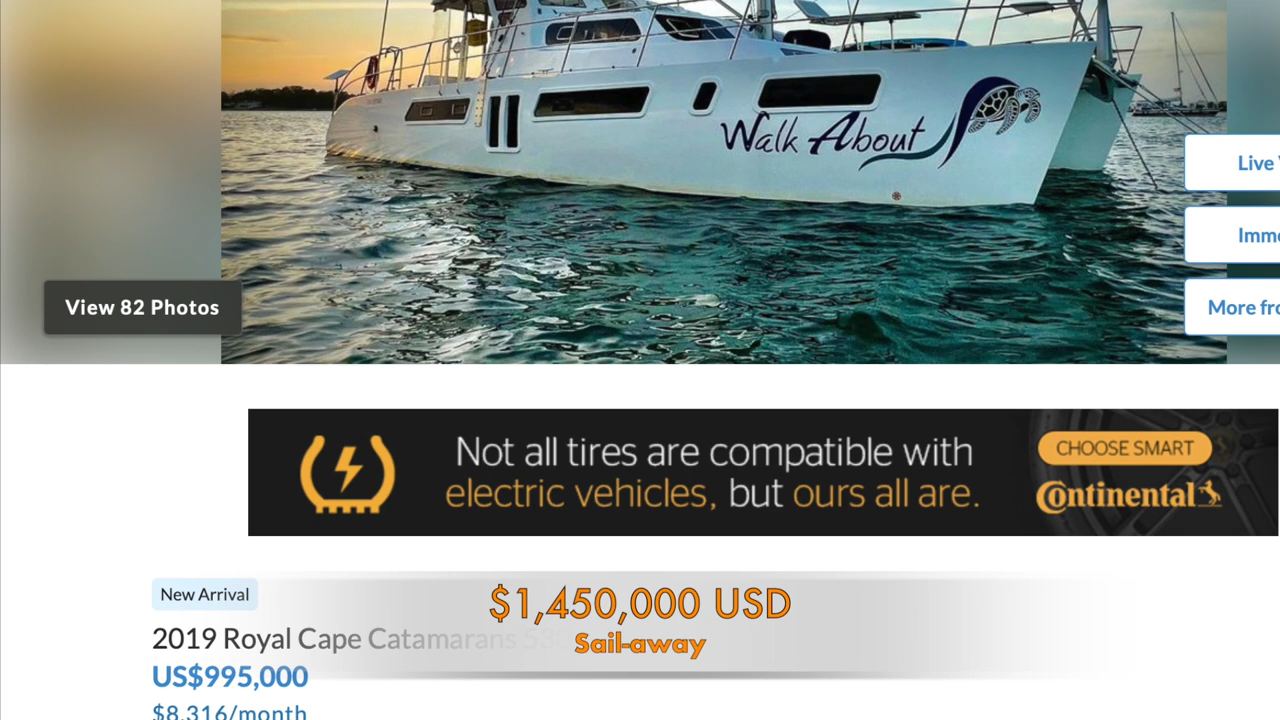 Walk About
Live
View 82 Photos
More
Not all tires are compatible with
electric vehicles, but ours all are.
CHOOSE SMART
Continental
New Arrival
$1,450,000 USD
Sail-away
2019 Royal Cape Catamarans
US$995,000
$8,316/month